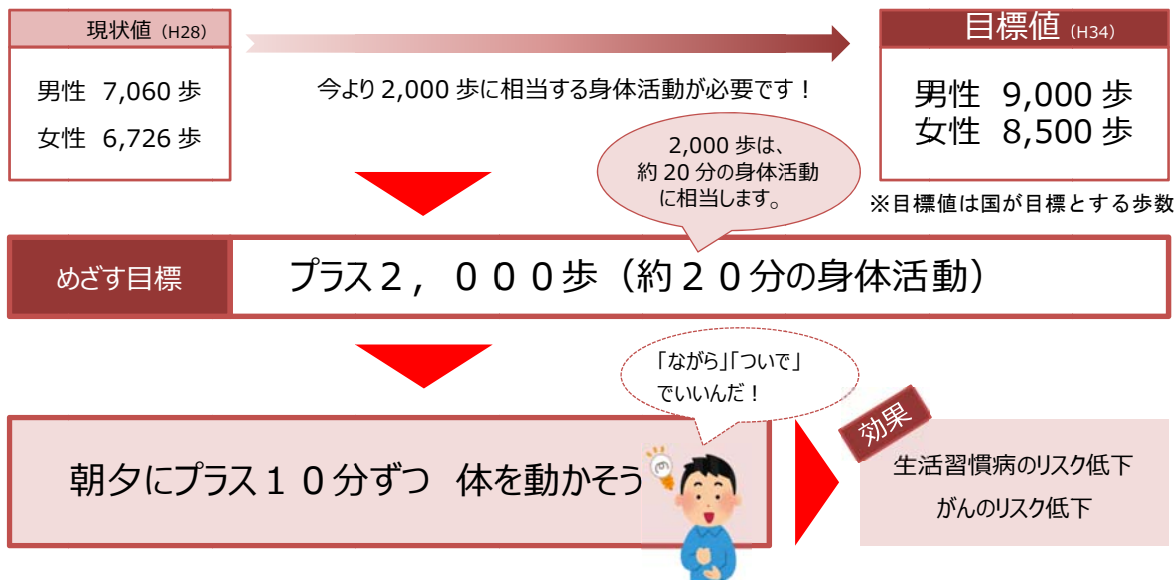 現状値（H28）
男性 7,060 歩
女性 6,726 歩
今より 2,000 歩に相当する身体活動が必要です！
目標値（H34）
男性 9,000 歩
女性 8,500 歩
2,000 歩は、
約 20 分の身体活動
に相当します。
※目標値は国が目標とする歩数
めざす目標
プラス２，０００歩（約２０分の身体活動）
「ながら」「ついで」
でいいんだ！
朝夕にプラス１０分ずつ 体を動かそう
効果
生活習慣病のリスク低下
がんのリスク低下